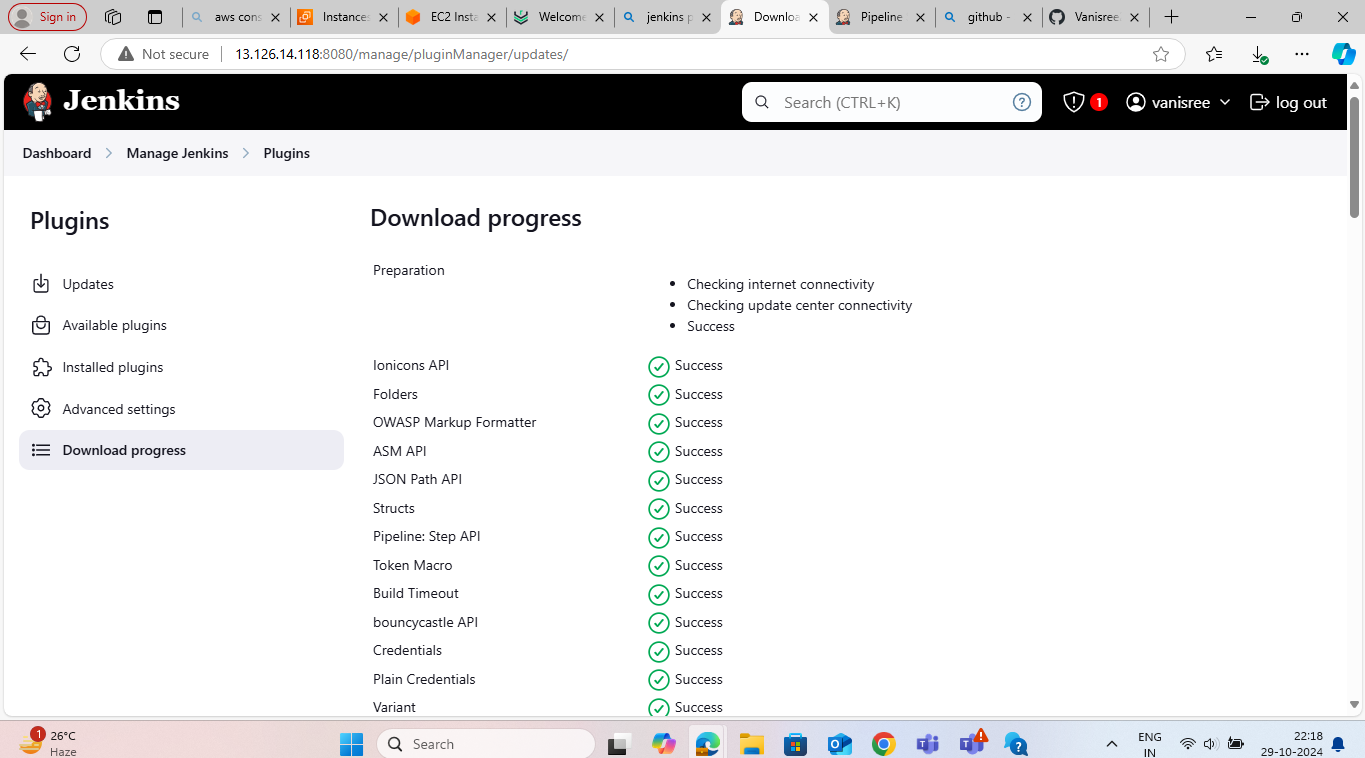 Sign in
aws cons
Instances
EC2 Insta
Welcome
jenkins p
Downloa
Pipeline
github -
Vanisree
Not secure
13.126.14.118:8080/manage/pluginManager/updates/
Jenkins
Search (CTRL+K)
?
1
vanisree
log out
Dashboard
Manage Jenkins
Plugins
Plugins
Updates
Available plugins
Installed plugins
Advanced settings
Download progress
Download progress
Preparation
Checking internet connectivity
Checking update center connectivity
Success
Ionicons API Success
Folders Success
OWASP Markup Formatter Success
ASM API Success
JSON Path API Success
Structs Success
Pipeline: Step API Success
Token Macro Success
Build Timeout Success
bouncycastle API Success
Credentials Success
Plain Credentials Success
Variant Success
1
26°C
Haze
Search
ENG
IN
22:18
29-10-2024